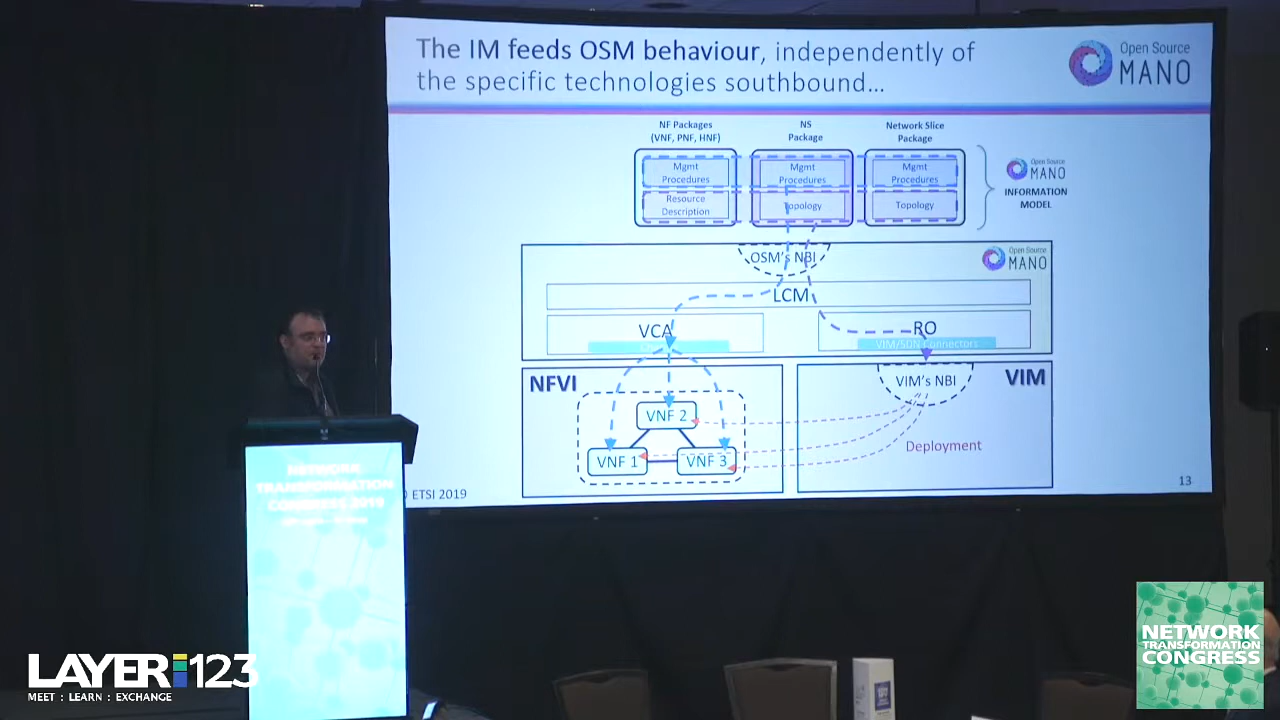 The IM feeds OSM behaviour, independently of
the specific technologies southbound...
Open Source
MANO
NF Packages
(VNF, PNF, HNF)
NS
Package
Network Slice
Package
Mgmt
Procedures
Mgmt
Procedures
Mgmt
Procedures
Resource
Description
Topology
Topology
Open Source
MANO
INFORMATION
MODEL
OSM's NBI
Open Source
MANO
LCM
VCA
RO
VIM/SDN Connectors
NFVI
VIM's NBI
VIM
VNF 2
VNF 1
VNF 3
Deployment
© ETSI 2019
13
NETWORK
TRANSFORMATION
CONGRESS 2019
LAYER123
MEET : LEARN : EXCHANGE
NETWORK
TRANSFORMATION
CONGRESS